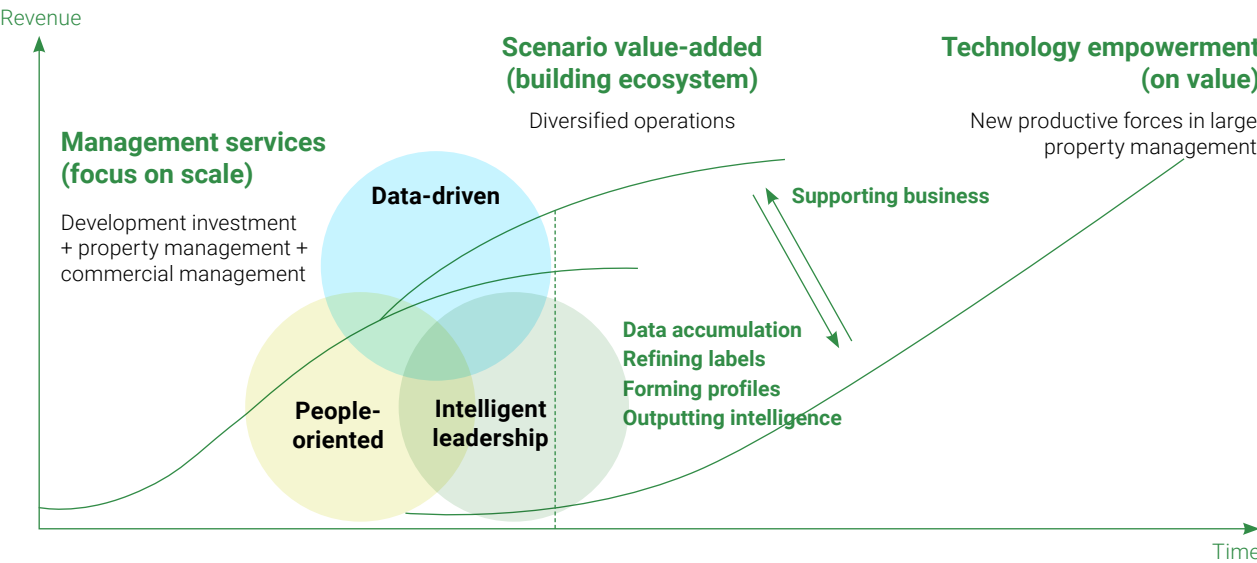 Revenue
Scenario value-added
(building ecosystem)
Diversified operations
Technology empowerment
(on value)
New productive forces in large
property management
Management services
(focus on scale)
Development investment
+ property management +
commercial management
Data-driven
Supporting business
Data accumulation
Refining labels
Forming profiles
Outputting intelligence
People-
oriented
Intelligent
leadership
Time